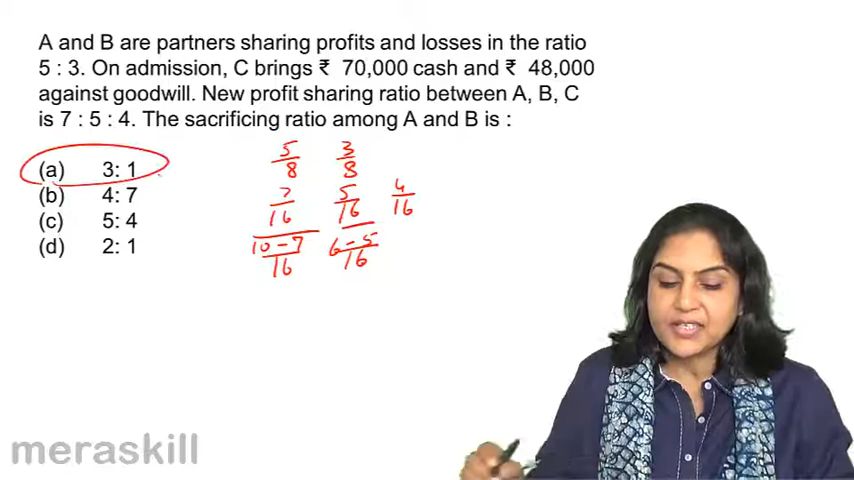 A and B are partners sharing profits and losses in the ratio
5 : 3. On admission, C brings ₹ 70,000 cash and ₹ 48,000
against goodwill. New profit sharing ratio between A, B, C
is 7 : 5 : 4. The sacrificing ratio among A and B is :
(a) 3: 1
(b) 4: 7
(c) 5: 4
(d) 2: 1
5/8 3/8
7/16 5/16 4/16
10-7/16 6-5/16
meraskill